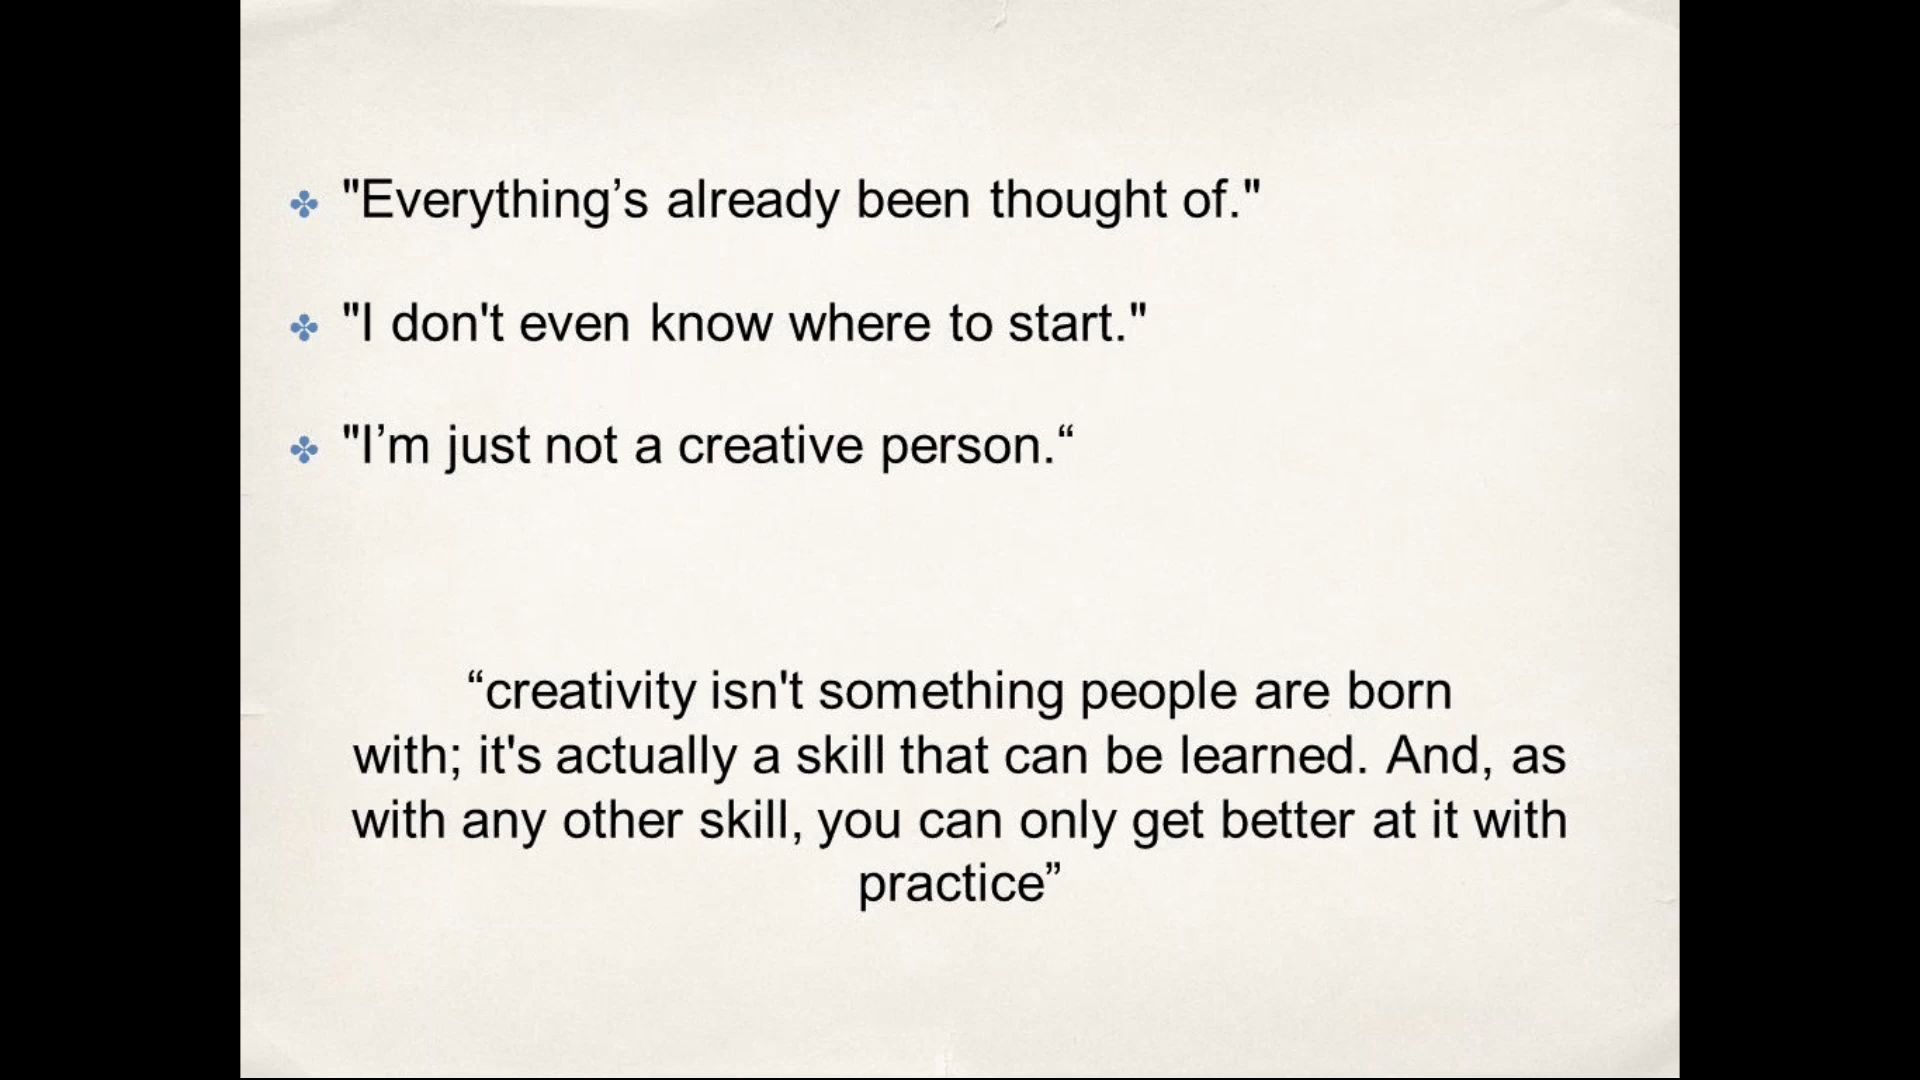 "Everything’s already been thought of."
"I don't even know where to start."
"I’m just not a creative person.“
“creativity isn't something people are born
with; it's actually a skill that can be learned. And, as
with any other skill, you can only get better at it with
practice”